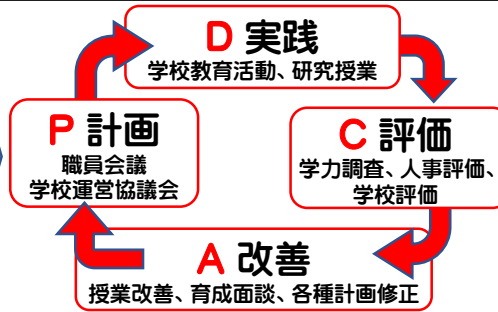 D 実践
学校教育活動、研究授業
P 計画
職員会議
学校運営協議会
C 評価
学力調査、人事評価、
学校評価
A 改善
授業改善、育成面談、各種計画修正